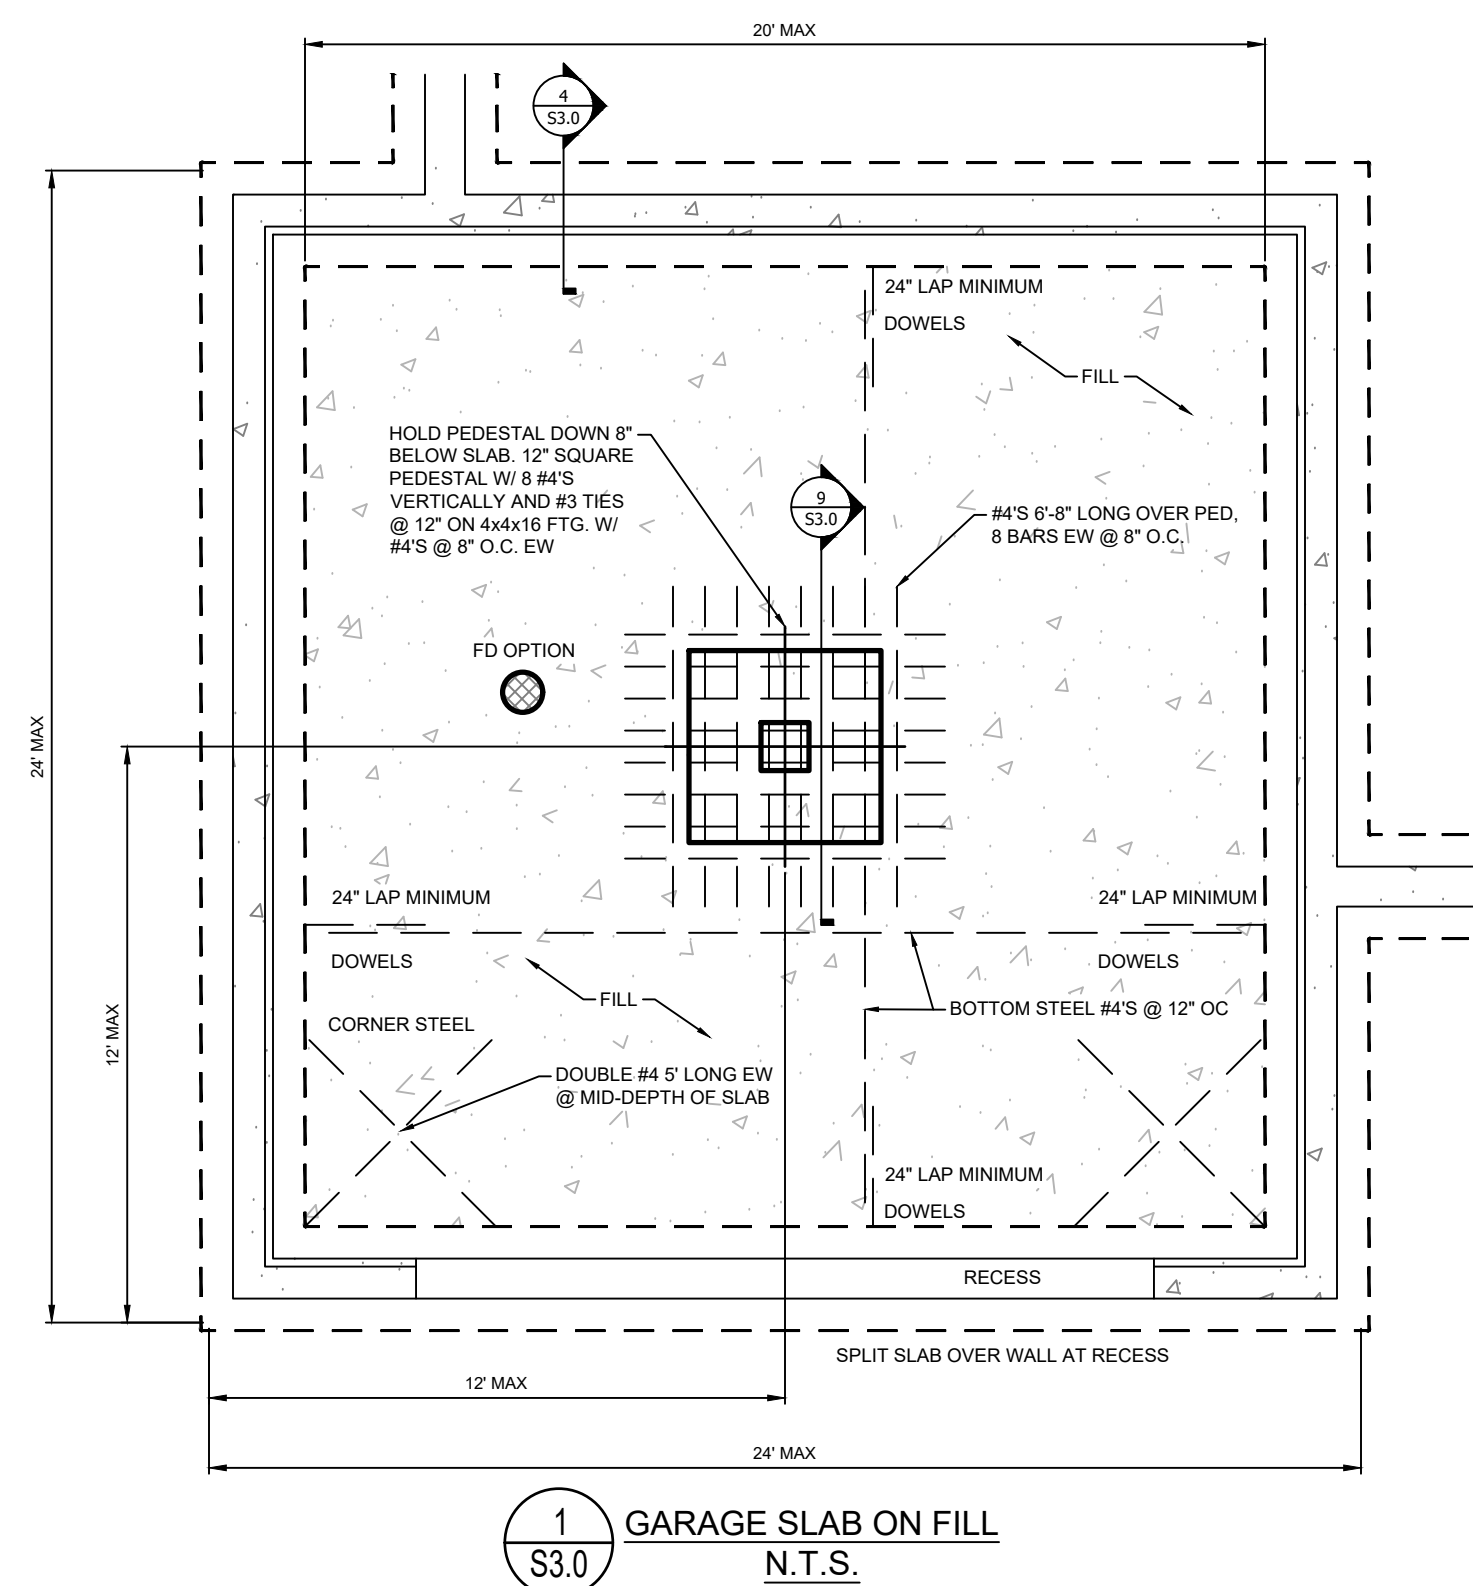 20' MAX
4
S3.0
24" LAP MINIMUM
DOWELS
FILL
HOLD PEDESTAL DOWN 8"
BELOW SLAB. 12" SQUARE
PEDESTAL W/ 8 #4'S
VERTICALLY AND #3 TIES
@ 12" ON 4x4x16 FTG. W/
#4'S @ 8" O.C. EW
9
S3.0
#4'S 6'-8" LONG OVER PED,
8 BARS EW @ 8" O.C.
FD OPTION
24' MAX
24" LAP MINIMUM
24" LAP MINIMUM
DOWELS
DOWELS
FILL
BOTTOM STEEL #4'S @ 12" OC
12' MAX
CORNER STEEL
DOUBLE #4 5' LONG EW
@ MID-DEPTH OF SLAB
24" LAP MINIMUM
DOWELS
RECESS
SPLIT SLAB OVER WALL AT RECESS
12' MAX
24' MAX
1
S3.0
GARAGE SLAB ON FILL
N.T.S.